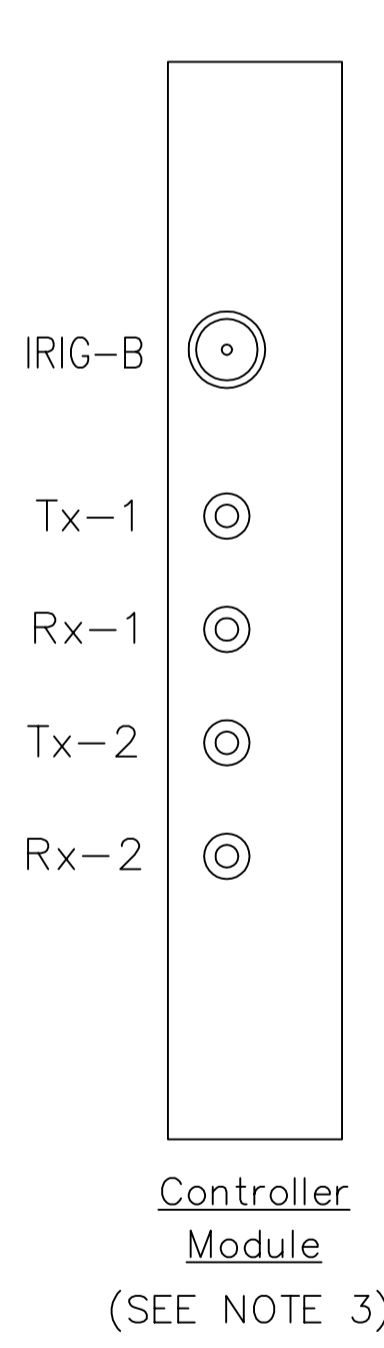 IRIG-B
Tx-1
Rx-1
Tx-2
Rx-2
Controller
Module
(SEE NOTE 3)